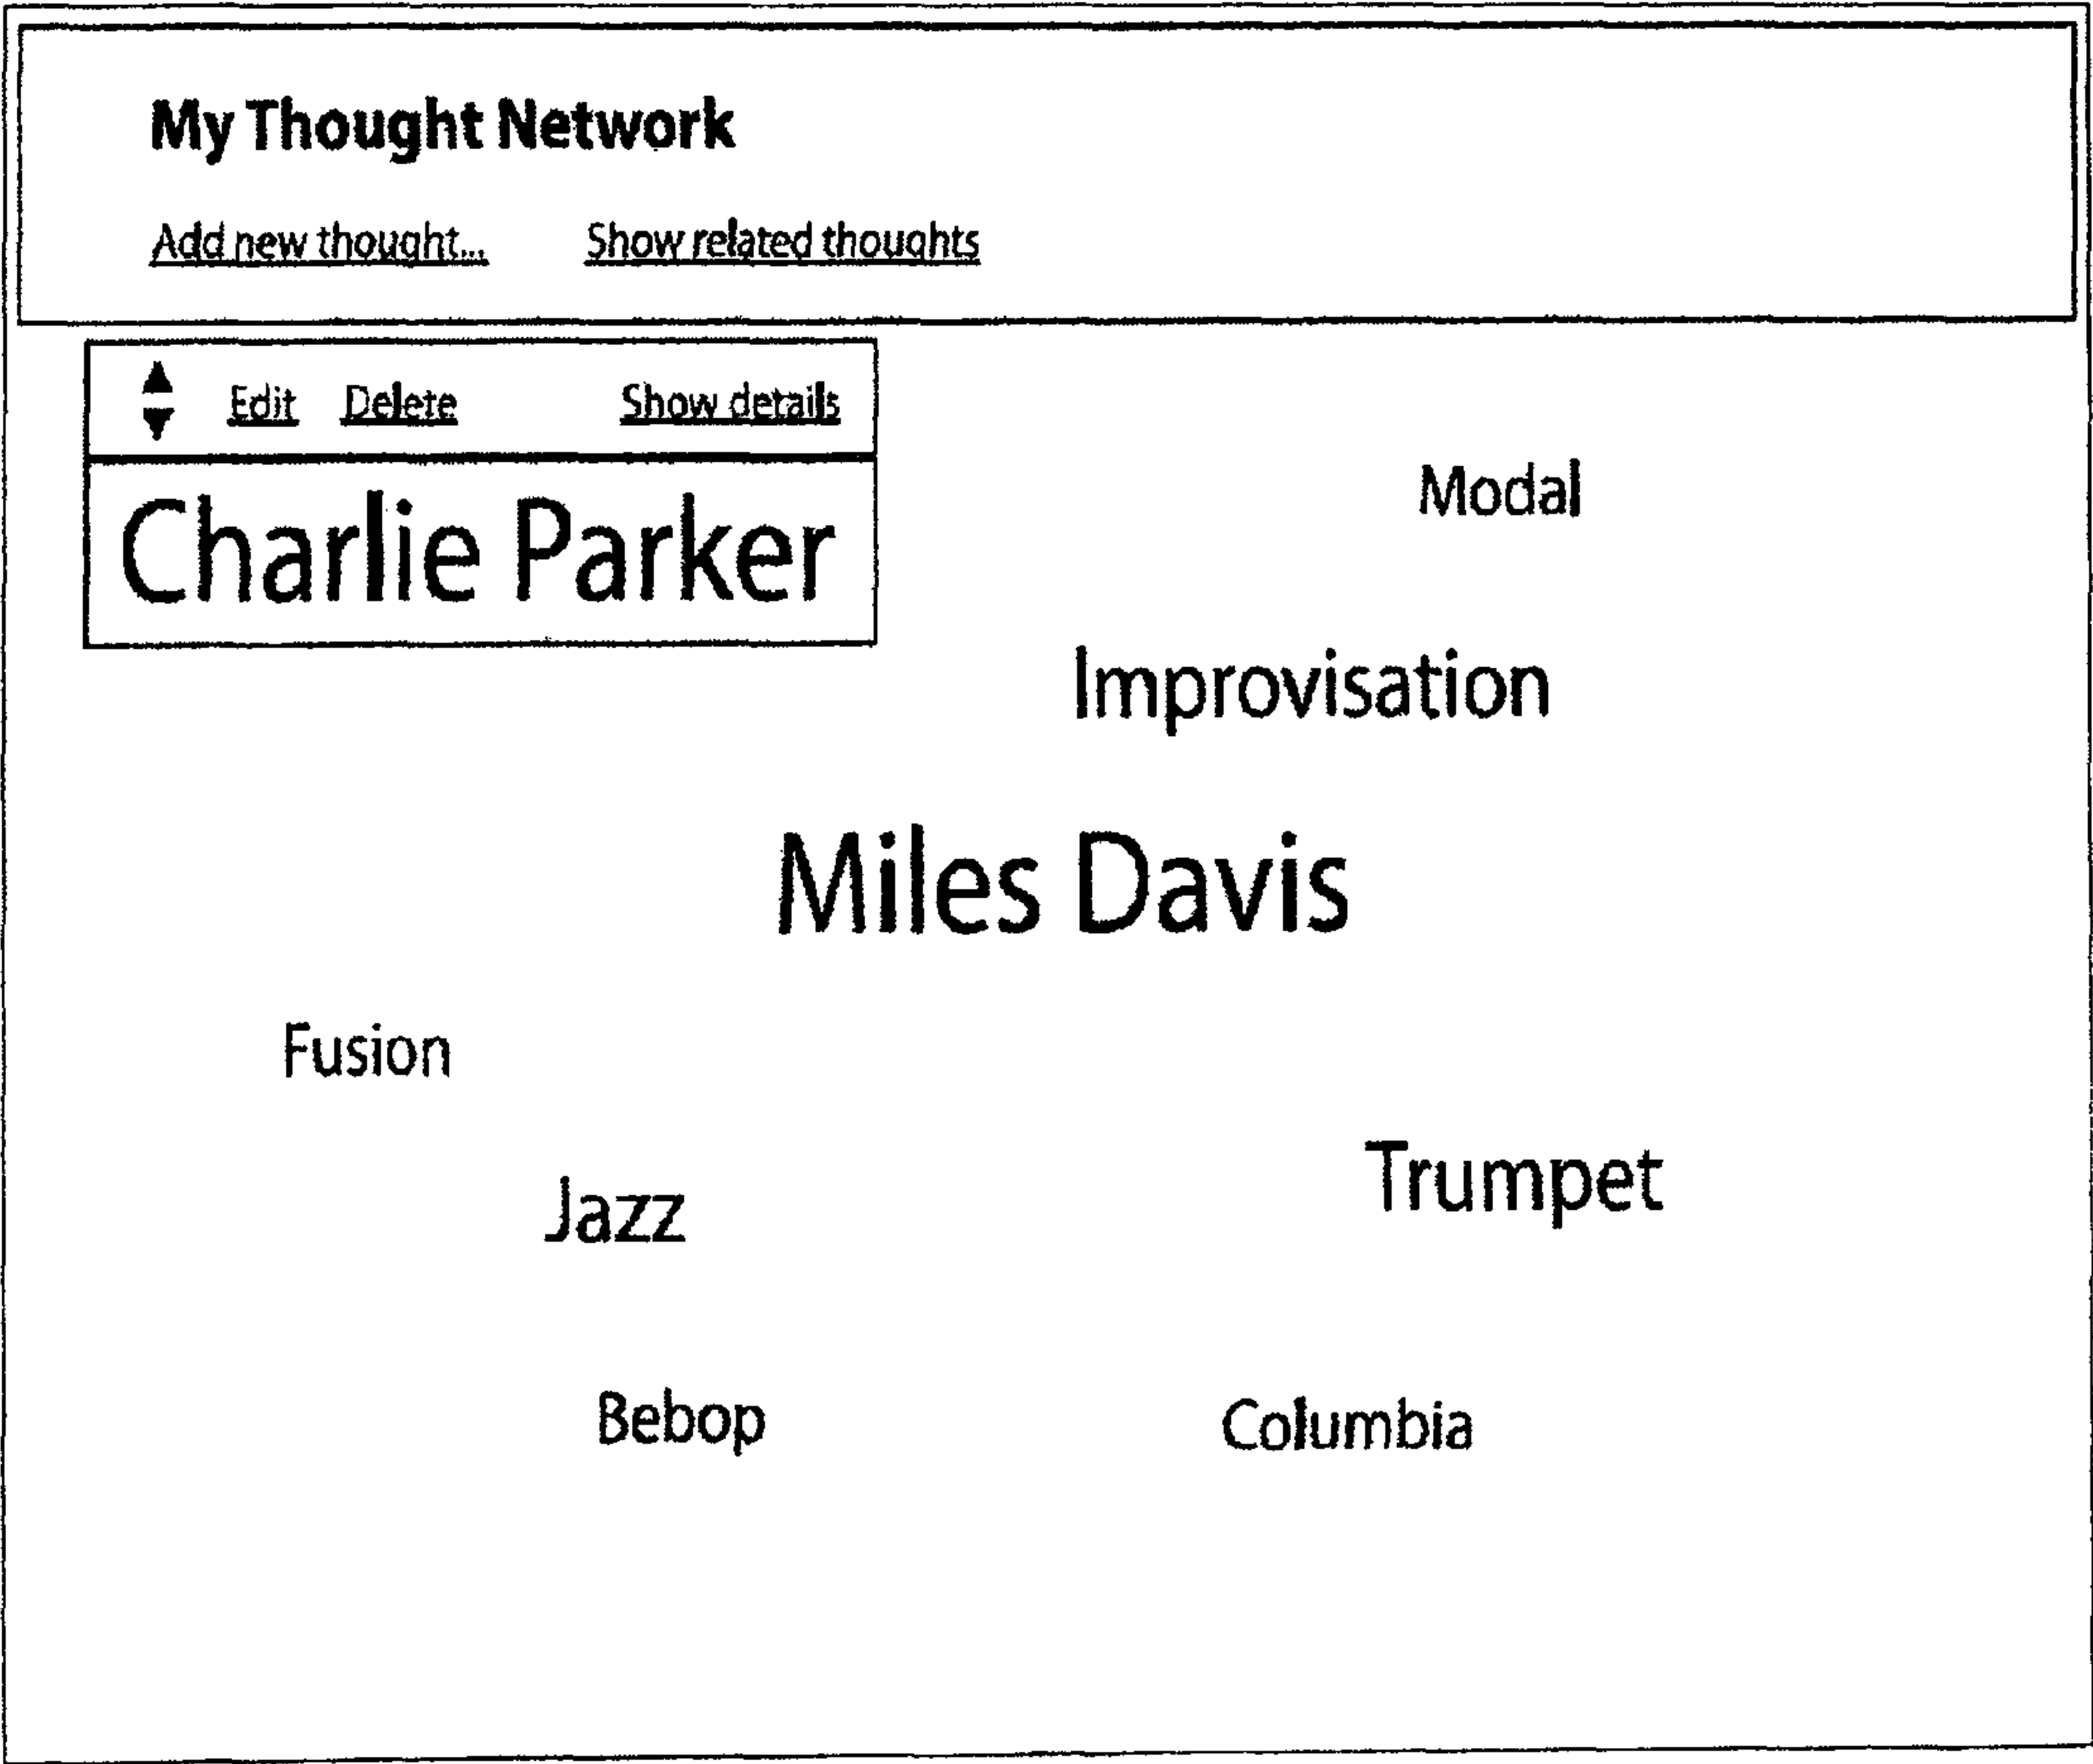 My Thought Network
Add new thought... Show related thoughts
Edit Delete Show details
Charlie Parker
Modal
Improvisation
Miles Davis
Fusion
Trumpet
Jazz
Bebop
Columbia